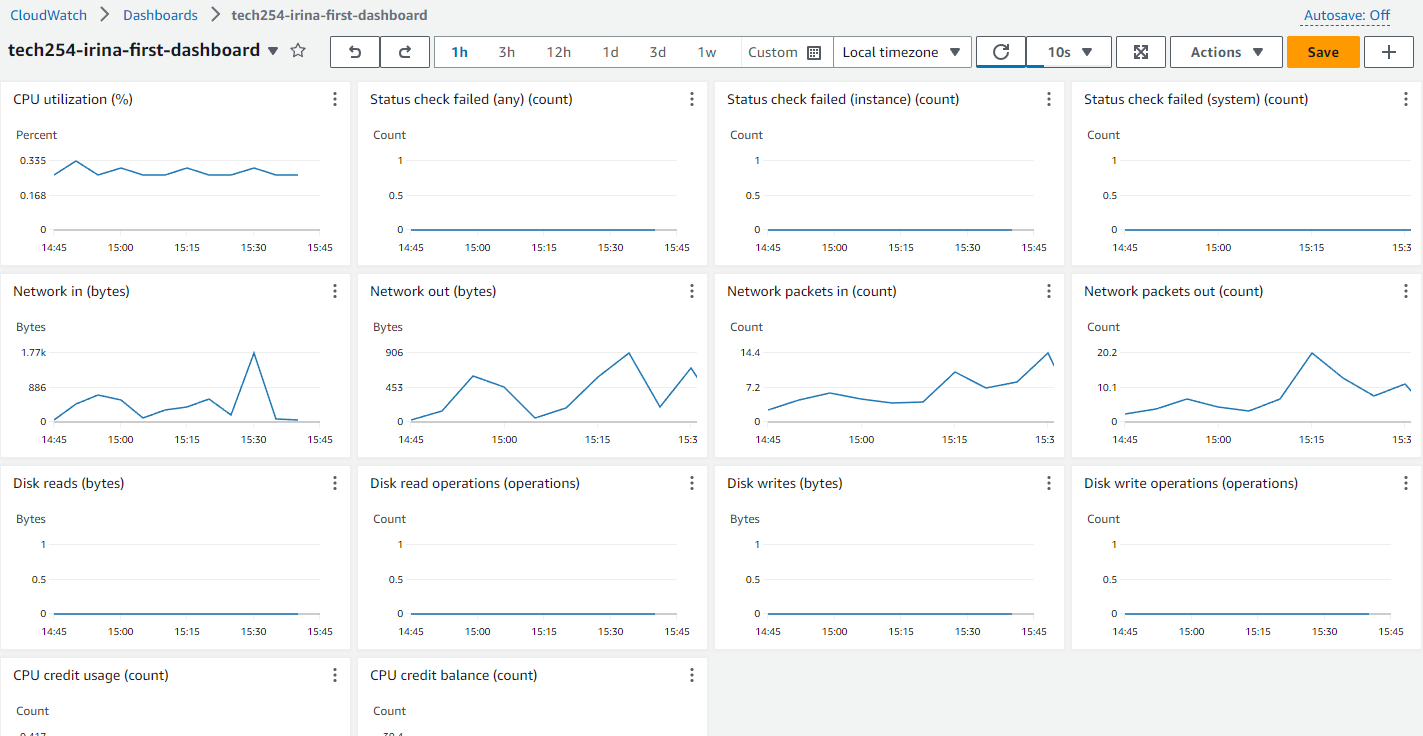 CloudWatch > Dashboards > tech254-irina-first-dashboard
Autosave: Off
tech254-irina-first-dashboard
1h 3h 12h 1d 3d 1w Custom Local timezone 10s Actions Save
CPU utilization (%)
Percent
0.335
0.168
0
14:45 15:00 15:15 15:30 15:45
Status check failed (any) (count)
Count
1
0.5
0
14:45 15:00 15:15 15:30 15:45
Status check failed (instance) (count)
Count
1
0.5
0
14:45 15:00 15:15 15:30 15:45
Status check failed (system) (count)
Count
1
0.5
0
14:45 15:00 15:15 15:3
Network in (bytes)
Bytes
1.77k
886
0
14:45 15:00 15:15 15:30 15:45
Network out (bytes)
Bytes
906
453
0
14:45 15:00 15:15 15:3
Network packets in (count)
Count
14.4
7.2
0
14:45 15:00 15:15 15:3
Network packets out (count)
Count
20.2
10.1
0
14:45 15:00 15:15 15:3
Disk reads (bytes)
Bytes
1
0.5
0
14:45 15:00 15:15 15:30 15:45
Disk read operations (operations)
Count
1
0.5
0
14:45 15:00 15:15 15:30 15:45
Disk writes (bytes)
Bytes
1
0.5
0
14:45 15:00 15:15 15:30 15:45
Disk write operations (operations)
Count
1
0.5
0
14:45 15:00 15:15 15:30 15:45
CPU credit usage (count)
Count
CPU credit balance (count)
Count